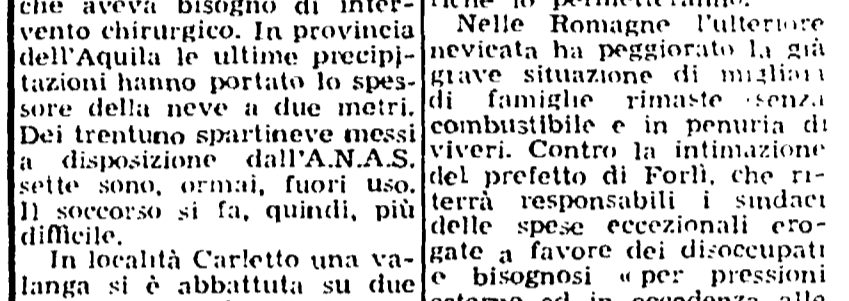 che aveva bisogno di inter-
vento chirurgico. In provincia
dell'Aquila le ultime precipi-
tazioni hanno portato lo spes-
sore della neve a due metri.
Dei trentuno spartineve messi
a disposizione dall'A.N.A.S.
sette sono, ormai, fuori uso.
Il soccorso si fa, quindi, più
difficile.
In località Carletto una va-
langa si è abbattuta su due
Nelle Romagne l'ulteriore
nevicata ha peggiorato la già
grave situazione di migliaia
di famiglie rimaste senza
combustibile e in penuria di
viveri. Contro la intimazione
del prefetto di Forlì, che ri-
terrà responsabili i sindaci
delle spese eccezionali ero-
gate a favore dei disoccupati
e bisognosi « per pressioni
ed in